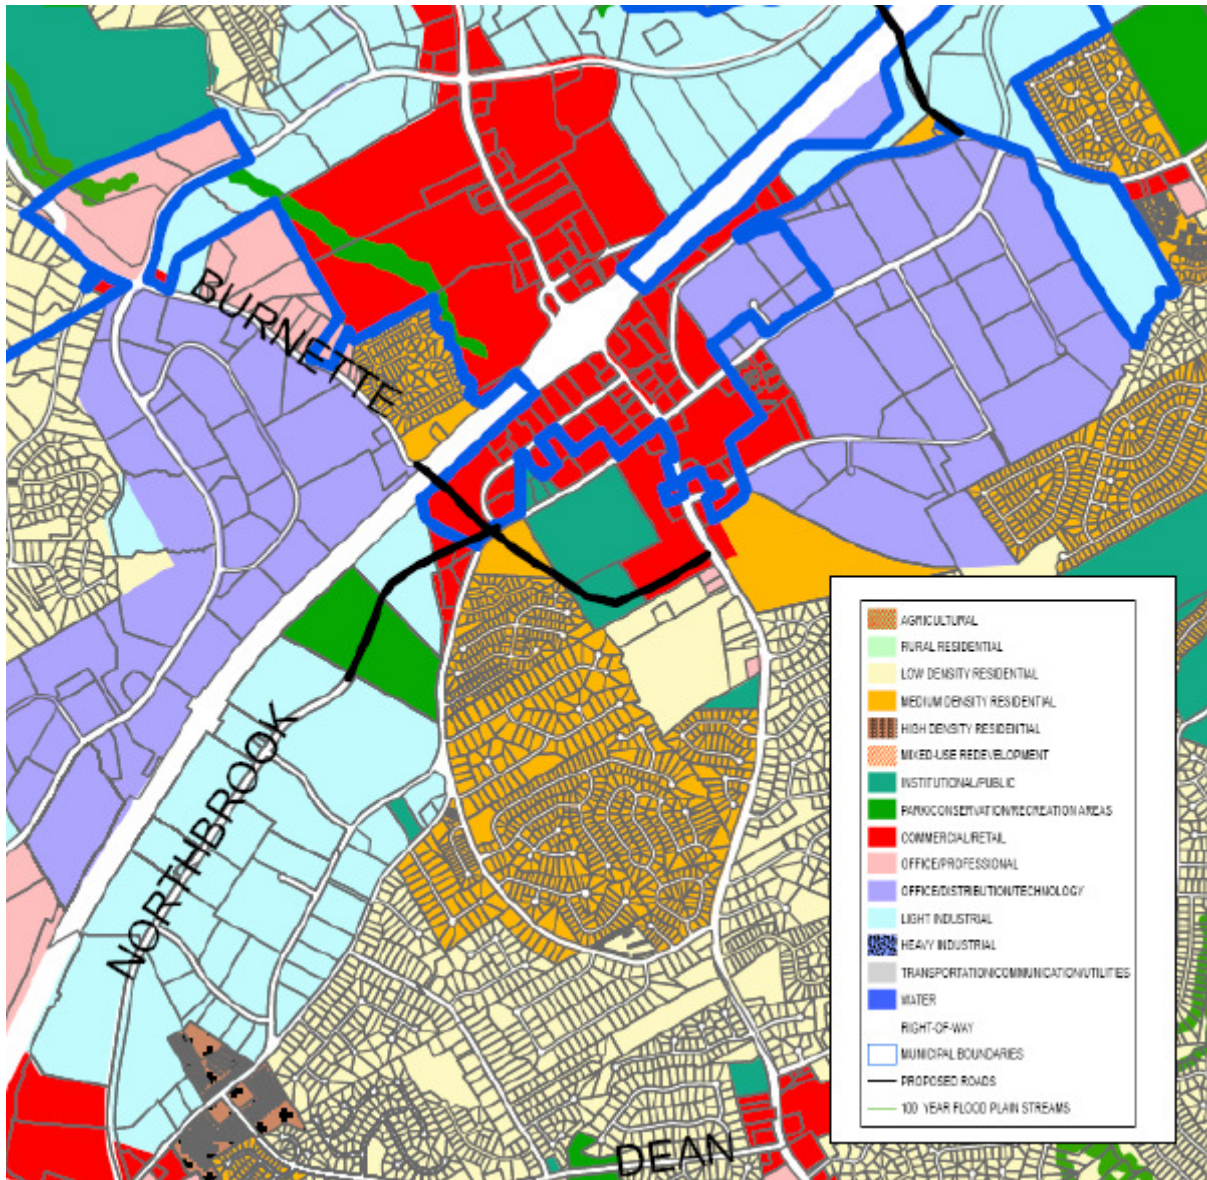 BURNETTE
NORTHBROOK
DEAN
AGRICULTURAL
RURAL RESIDENTIAL
LOW DENSITY RESIDENTIAL
MEDIUM DENSITY RESIDENTIAL
HIGH DENSITY RESIDENTIAL
MIXED-USE REDEVELOPMENT
INSTITUTIONAL/PUBLIC
PARK/CONSERVATION/RECREATION AREAS
COMMERCIAL/RETAIL
OFFICE/PROFESSIONAL
OFFICE/DISTRIBUTION/TECHNOLOGY
LIGHT INDUSTRIAL
HEAVY INDUSTRIAL
TRANSPORTATION/COMMUNICATION/UTILITIES
WATER
RIGHT-OF-WAY
MUNICIPAL BOUNDARIES
PROPOSED ROADS
100 YEAR FLOOD PLAIN STREAMS